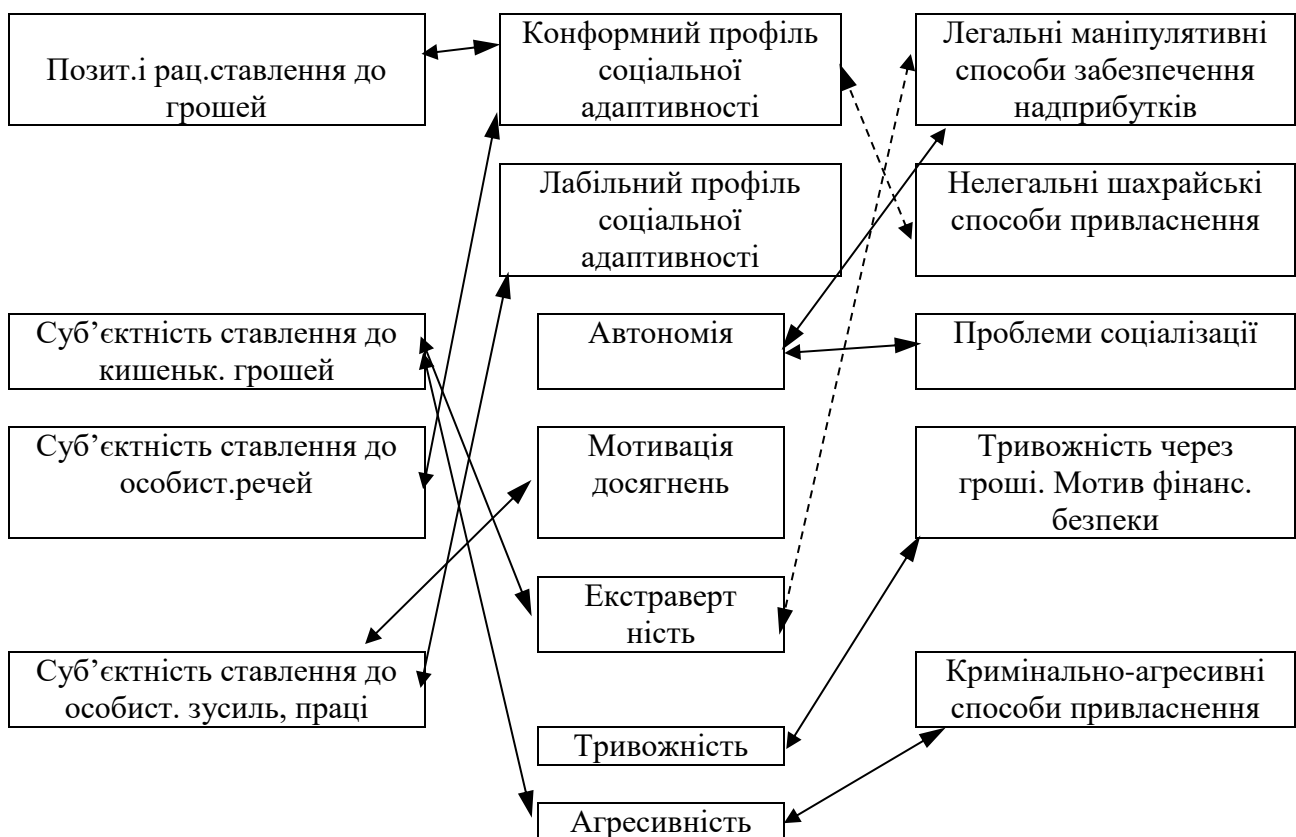 Позит.і рац.ставлення до
грошей
Конформний профіль
соціальної
адаптивності
Легальні маніпулятивні
способи забезпечення
надприбутків
Лабільний профіль
соціальної
адаптивності
Нелегальні шахрайські
способи привласнення
Суб’єктність ставлення до
кишеньк. грошей
Автономія
Проблеми соціалізації
Суб’єктність ставлення до
особист.речей
Мотивація
досягнень
Тривожність через
гроші. Мотив фінанс.
безпеки
Екстраверт
ність
Суб’єктність ставлення до
особист. зусиль, праці
Кримінально-агресивні
способи привласнення
Тривожність
Агресивність